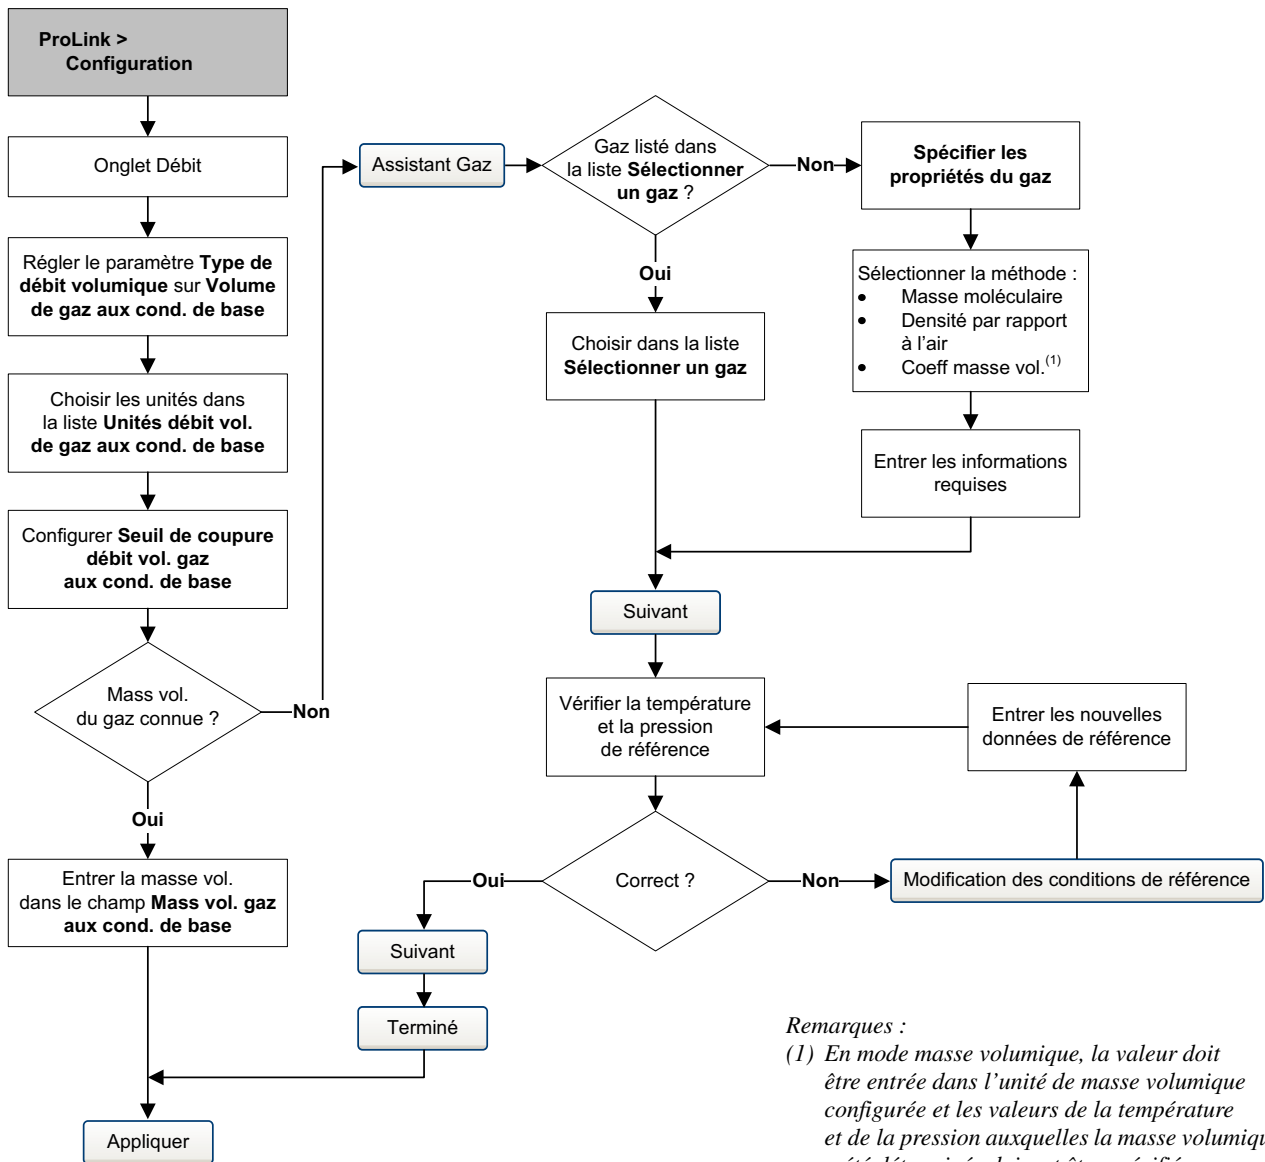 ProLink >
Configuration
Onglet Débit
Régler le paramètre Type de
débit volumique sur Volume
de gaz aux cond. de base
Choisir les unités dans
la liste Unités débit vol.
de gaz aux cond. de base
Configurer Seuil de coupure
débit vol. gaz
aux cond. de base
Mass vol.
du gaz connue ?
Non
Oui
Entrer la masse vol.
dans le champ Mass vol. gaz
aux cond. de base
Appliquer
Assistant Gaz
Gaz listé dans
la liste Sélectionner
un gaz ?
Non
Oui
Spécifier les
propriétés du gaz
Sélectionner la méthode :
• Masse moléculaire
• Densité par rapport
à l’air
• Coeff masse vol.(1)
Entrer les informations
requises
Choisir dans la liste
Sélectionner un gaz
Suivant
Vérifier la température
et la pression
de référence
Entrer les nouvelles
données de référence
Correct ?
Non
Modification des conditions de référence
Oui
Suivant
Terminé
Remarques :
(1) En mode masse volumique, la valeur doit
être entrée dans l’unité de masse volumique
configurée et les valeurs de la température
et de la pression auxquelles la masse volumiqu